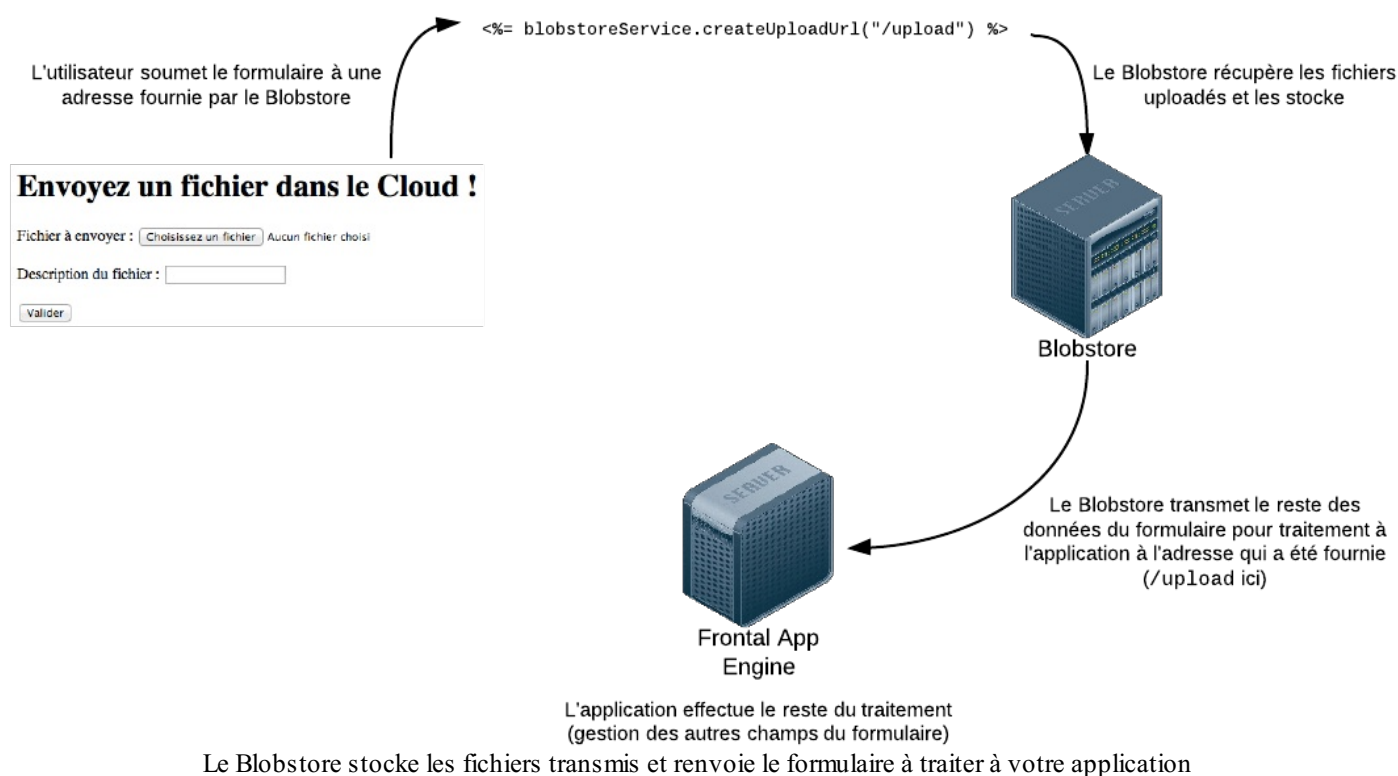 <%= blobstoreService.createUploadUrl("/upload") %>
L'utilisateur soumet le formulaire à une
adresse fournie par le Blobstore
Le Blobstore récupère les fichiers
uploadés et les stocke
Envoyez un fichier dans le Cloud !
Fichier à envoyer : Choisissez un fichier Aucun fichier choisi
Description du fichier :
Valider
SERVER
Blobstore
SERVER
Le Blobstore transmet le reste des
données du formulaire pour traitement à
l'application à l'adresse qui a été fournie
(/upload ici)
Frontal App
Engine
L'application effectue le reste du traitement
(gestion des autres champs du formulaire)
Le Blobstore stocke les fichiers transmis et renvoie le formulaire à traiter à votre application